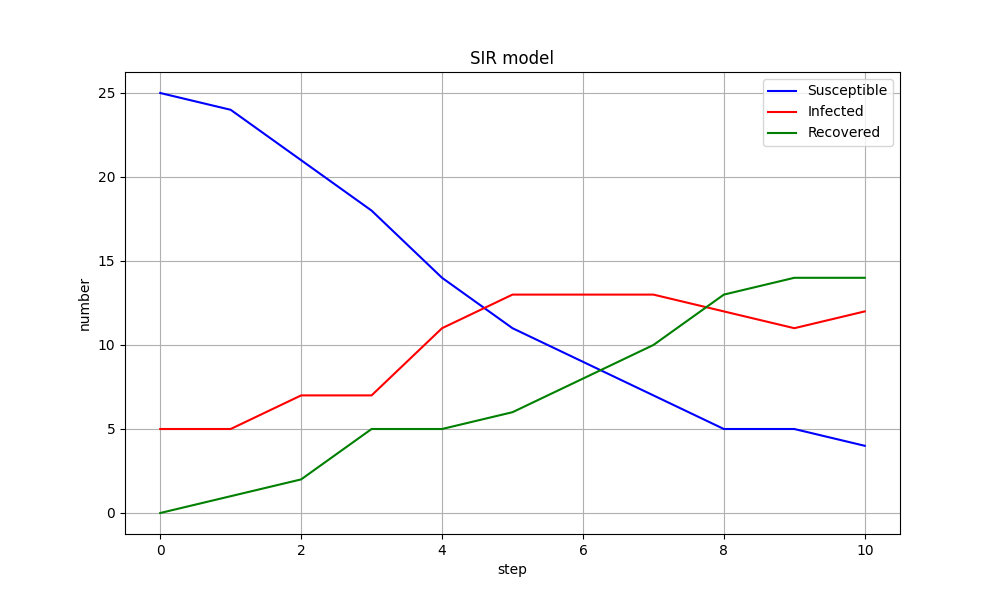 SIR model
Susceptible
Infected
Recovered
number
25
20
15
10
5
0
0 2 4 6 8 10
step